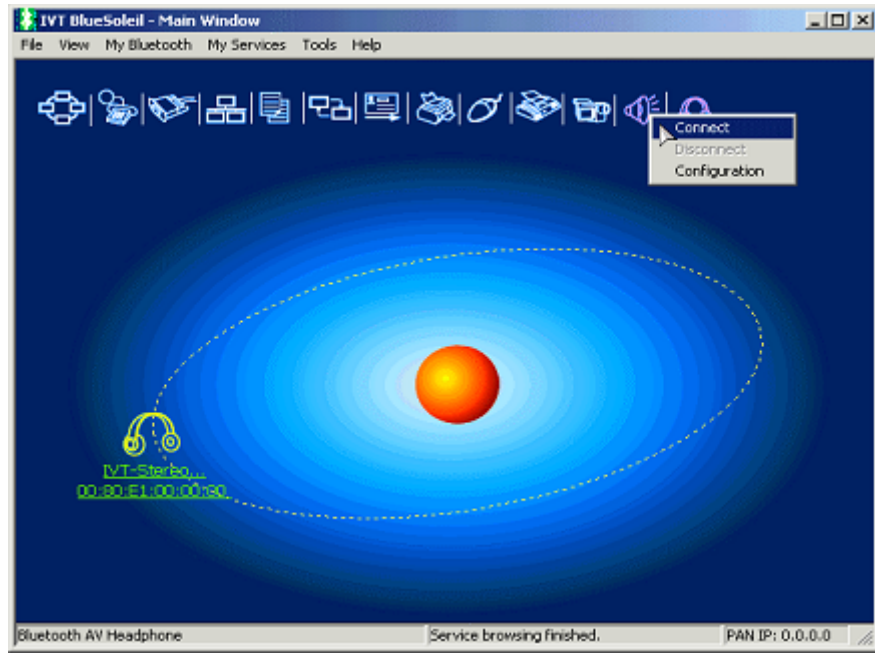 IVT BlueSoleil - Main Window
File View My Bluetooth My Services Tools Help
Connect
Disconnect
Configuration
IVT-Stereo...
00:80:E1:00:00:90
Bluetooth AV Headphone Service browsing finished. PAN IP: 0.0.0.0